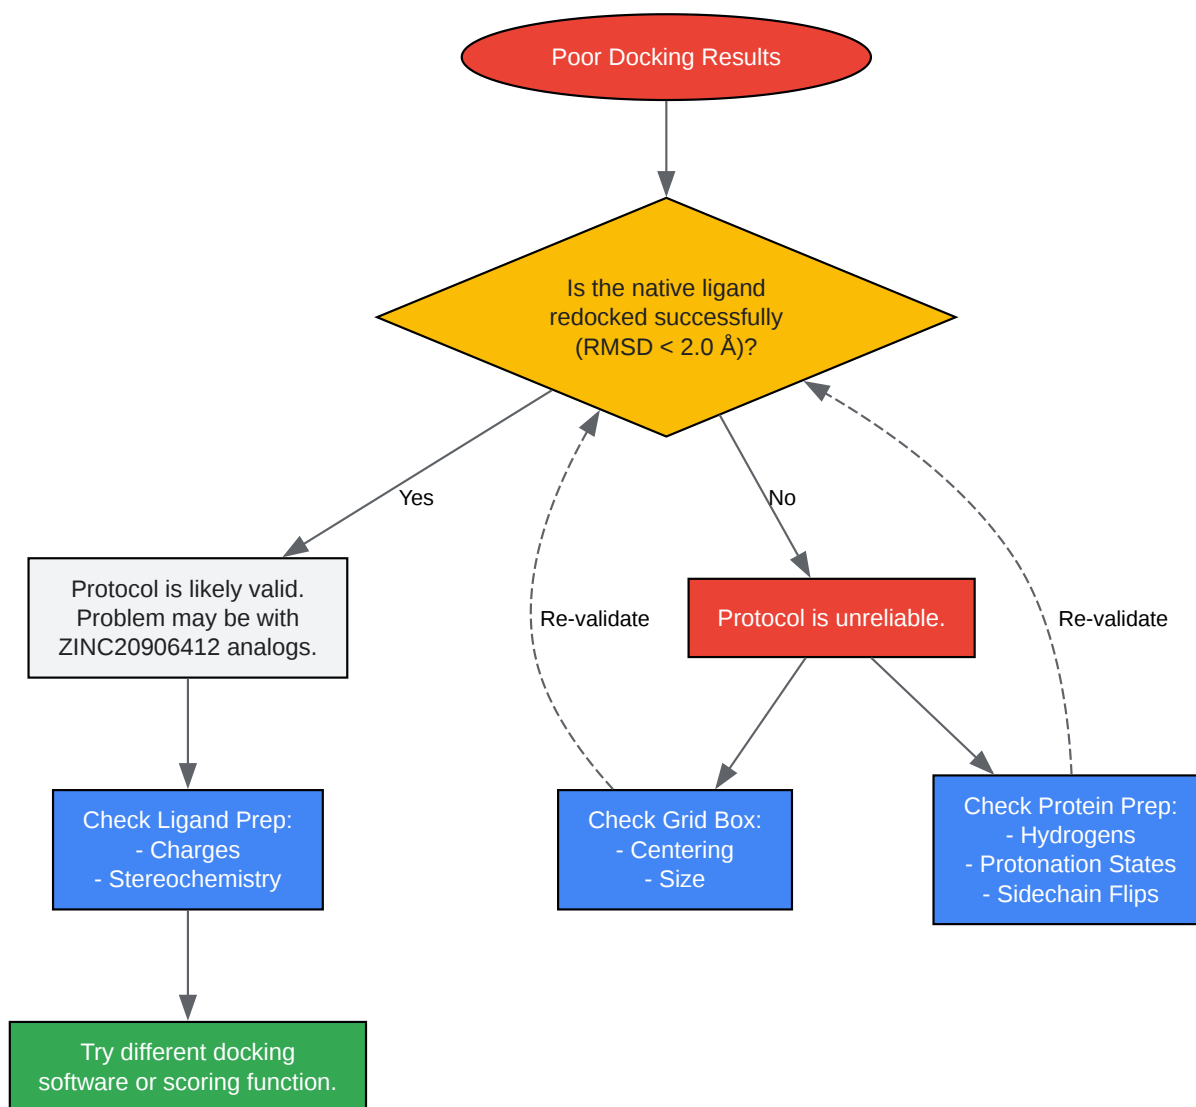 Poor Docking Results
Is the native ligand
redocked successfully
(RMSD < 2.0 Å)?
Yes
No
Protocol is likely valid.
Problem may be with
ZINC20906412 analogs.
Re-validate
Protocol is unreliable.
Re-validate
Check Ligand Prep:
- Charges
- Stereochemistry
Check Grid Box:
- Centering
- Size
Check Protein Prep:
- Hydrogens
- Protonation States
- Sidechain Flips
Try different docking
software or scoring function.